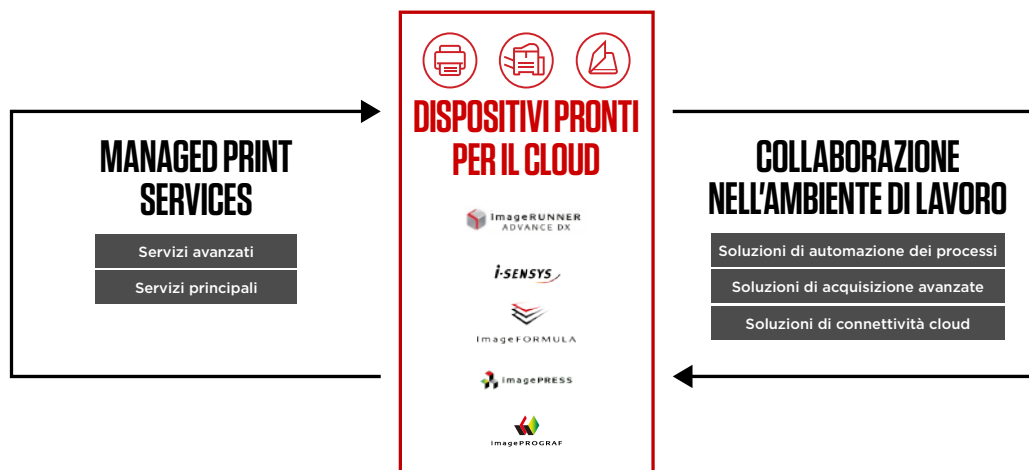 MANAGED PRINT
SERVICES
Servizi avanzati
Servizi principali
DISPOSITIVI PRONTI
PER IL CLOUD
imageRUNNER
ADVANCE DX
i-SENSYS
imageFORMULA
imagePRESS
imagePROGRAF
COLLABORAZIONE
NELL'AMBIENTE DI LAVORO
Soluzioni di automazione dei processi
Soluzioni di acquisizione avanzate
Soluzioni di connettività cloud